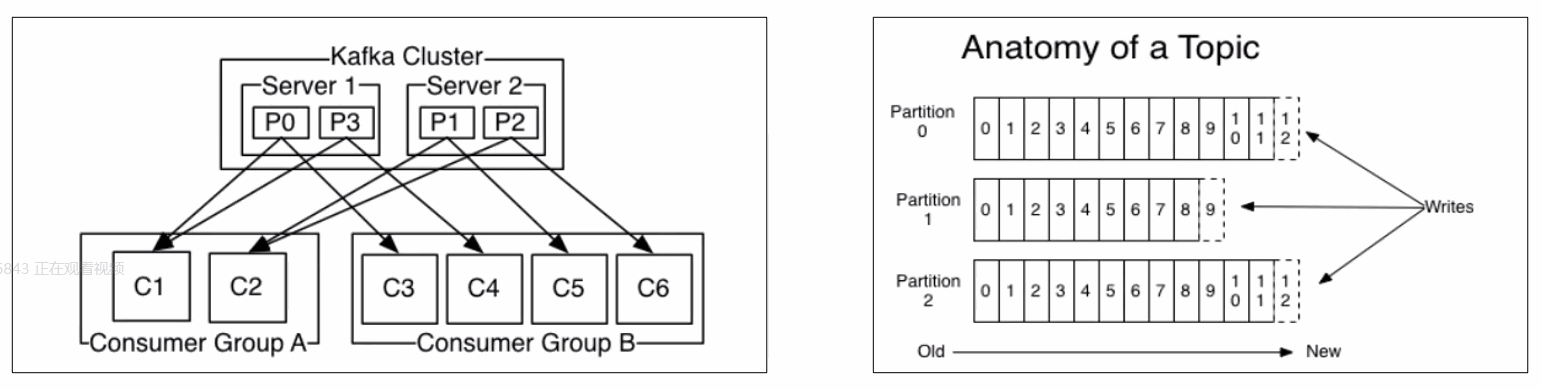 Kafka Cluster
Server 1 Server 2
P0 P3 P1 P2
C1 C2 C3 C4 C5 C6
Consumer Group A Consumer Group B
5843 正在观看视频
Anatomy of a Topic
Partition
0
0 1 2 3 4 5 6 7 8 9 10 11 12
Partition
1
0 1 2 3 4 5 6 7 8 9
Writes
Partition
2
0 1 2 3 4 5 6 7 8 9 10 11 12
Old New